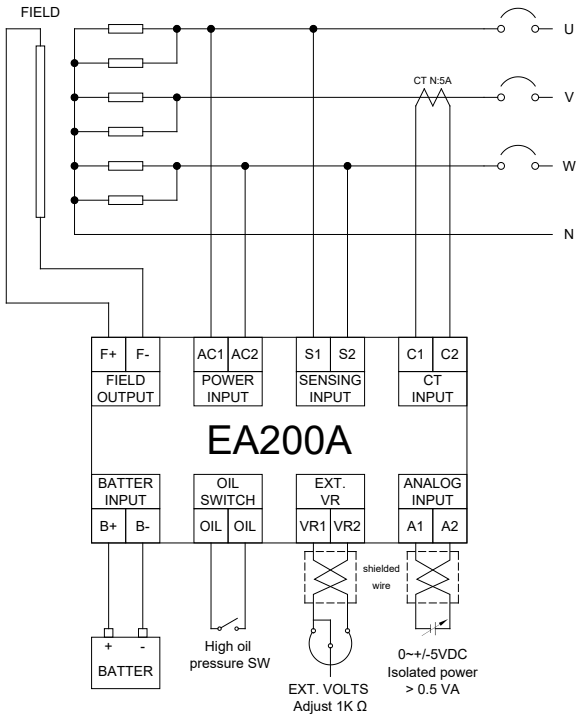 FIELD
U
CT N:5A
V
W
N
F+ F- AC1 AC2 S1 S2 C1 C2
FIELD OUTPUT
POWER INPUT
SENSING INPUT
CT INPUT
EA200A
BATTER INPUT
OIL SWITCH
EXT. VR
ANALOG INPUT
B+ B- OIL OIL VR1 VR2 A1 A2
shielded
wire
+ -
BATTER
High oil
pressure SW
EXT. VOLTS
Adjust 1K Ω
0~+/-5VDC
Isolated power
> 0.5 VA